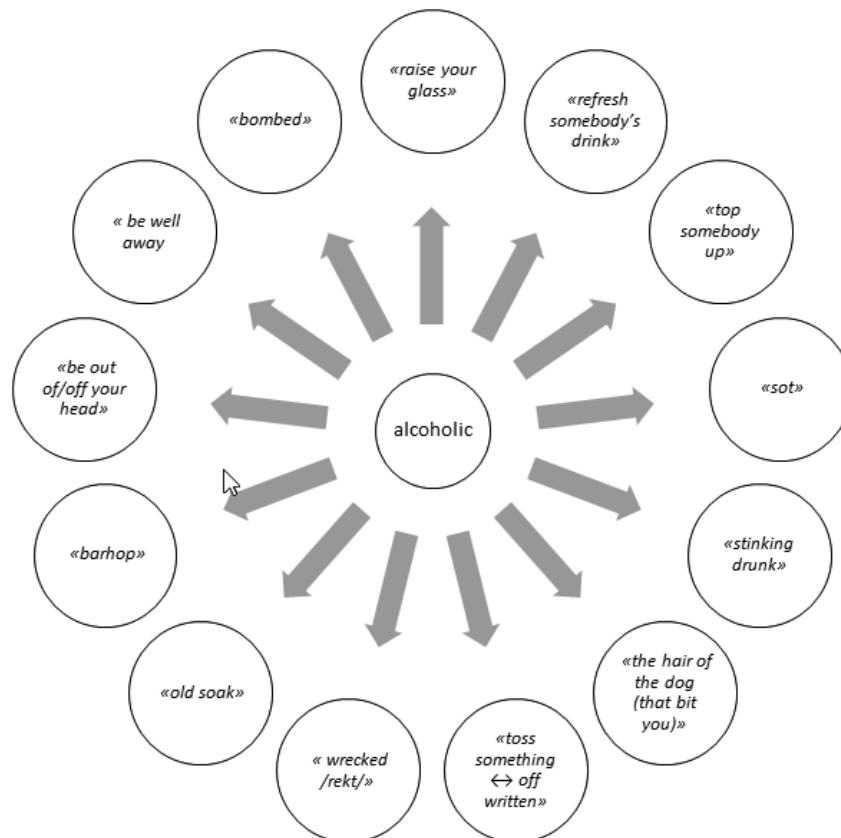 «raise your
glass»
«refresh
somebody's
drink»
«top
somebody
up»
«sot»
«stinking
drunk»
«the hair of
the dog
(that bit
you)»
«toss
something
↔ off
written»
« wrecked
/rekt/»
«old soak»
«barhop»
«be out
of/off your
head»
« be well
away
«bombed»
alcoholic